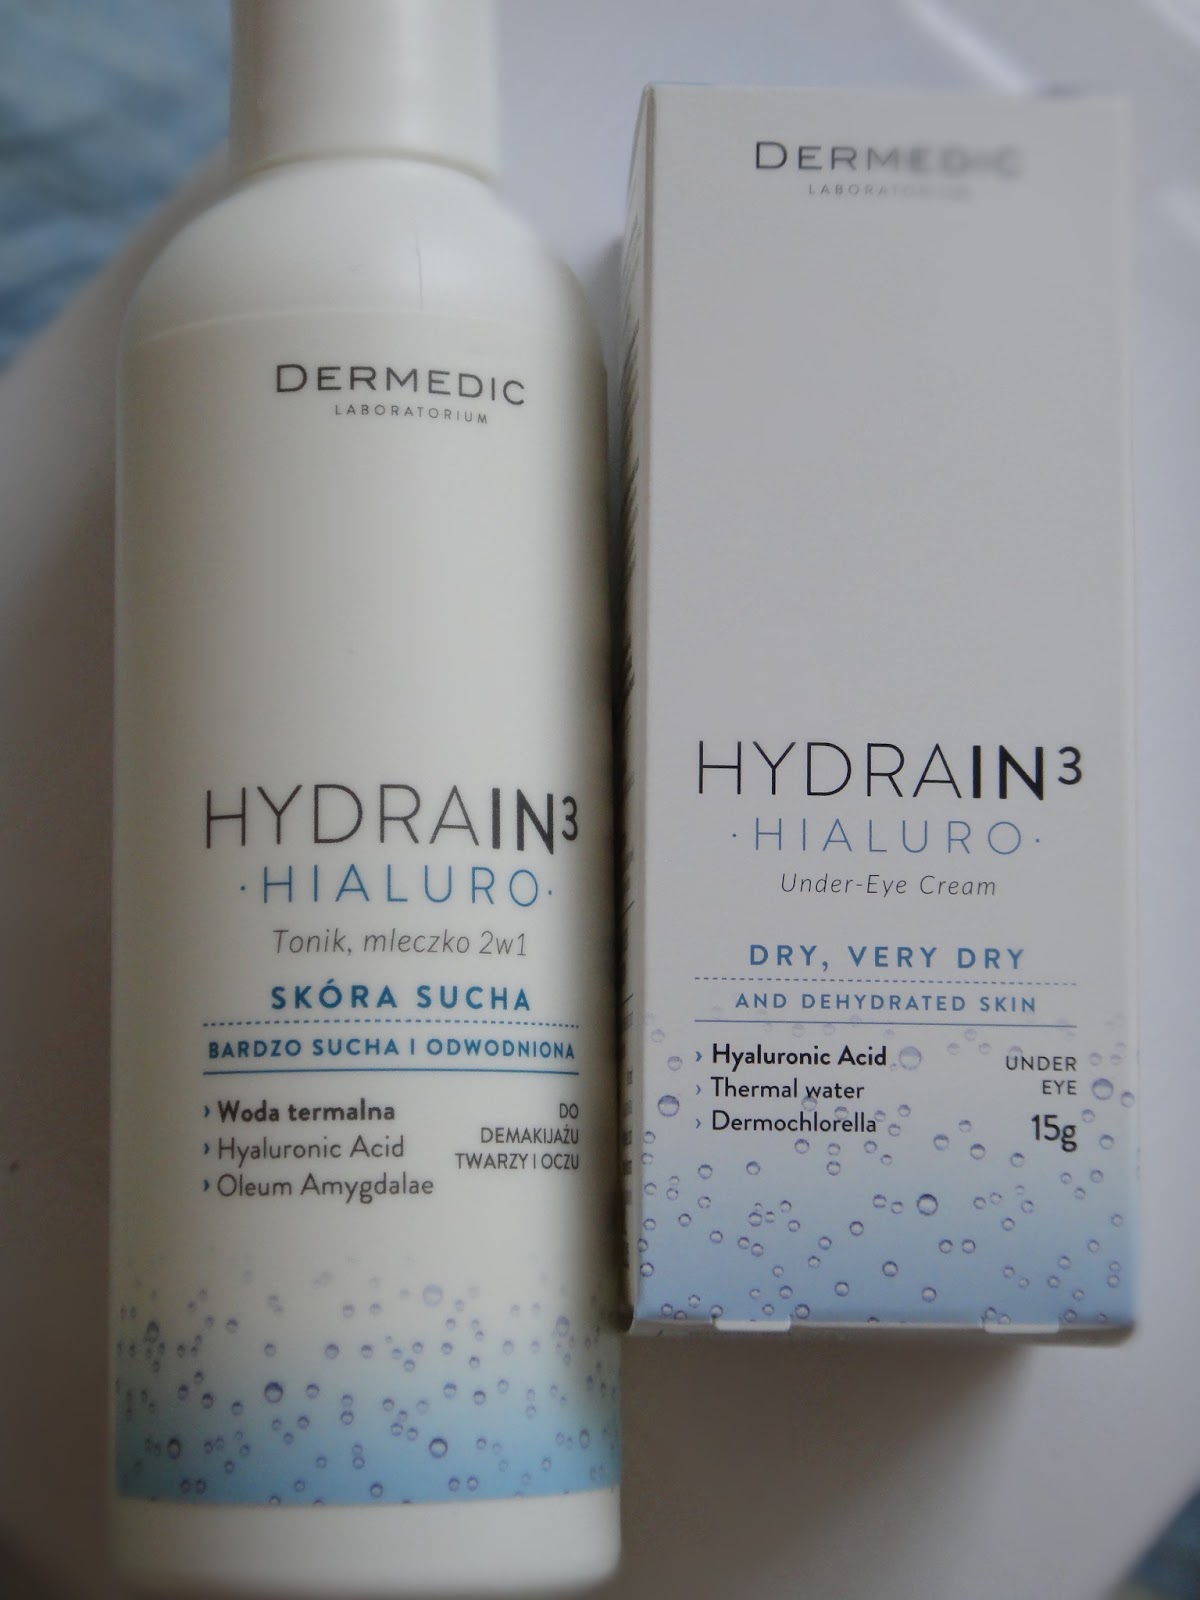 DERMEDIC
LABORATORIUM
HYDRAIN3
·HIALURO·
Tonik, mleczko 2w1
SKÓRA SUCHA
BARDZO SUCHA I ODWODNIONA
› Woda termalna
› Hyaluronic Acid
› Oleum Amygdalae
DO
DEMAKIJAŻU
TWARZY I OCZU
DERMEDIC
LABORATORIUM
HYDRAIN3
·HIALURO·
Under-Eye Cream
DRY, VERY DRY
AND DEHYDRATED SKIN
› Hyaluronic Acid
› Thermal water
› Dermochlorella
UNDER
EYE
15g